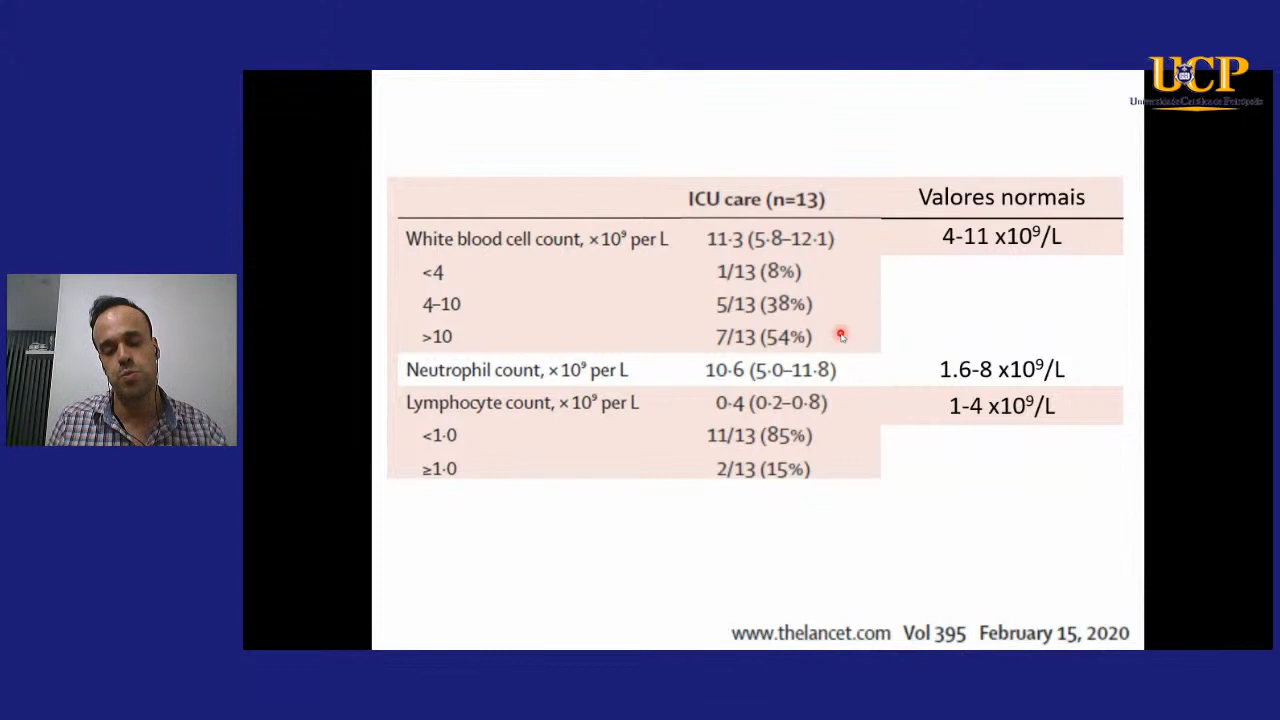 UCP
Universidade Católica de Petrópolis
ICU care (n=13) Valores normais
White blood cell count, ×10⁹ per L 11·3 (5·8–12·1) 4-11 x10⁹/L
<4 1/13 (8%)
4–10 5/13 (38%)
>10 7/13 (54%)
Neutrophil count, ×10⁹ per L 10·6 (5·0–11·8) 1.6-8 x10⁹/L
Lymphocyte count, ×10⁹ per L 0·4 (0·2–0·8) 1-4 x10⁹/L
<1·0 11/13 (85%)
≥1·0 2/13 (15%)
www.thelancet.com Vol 395 February 15, 2020